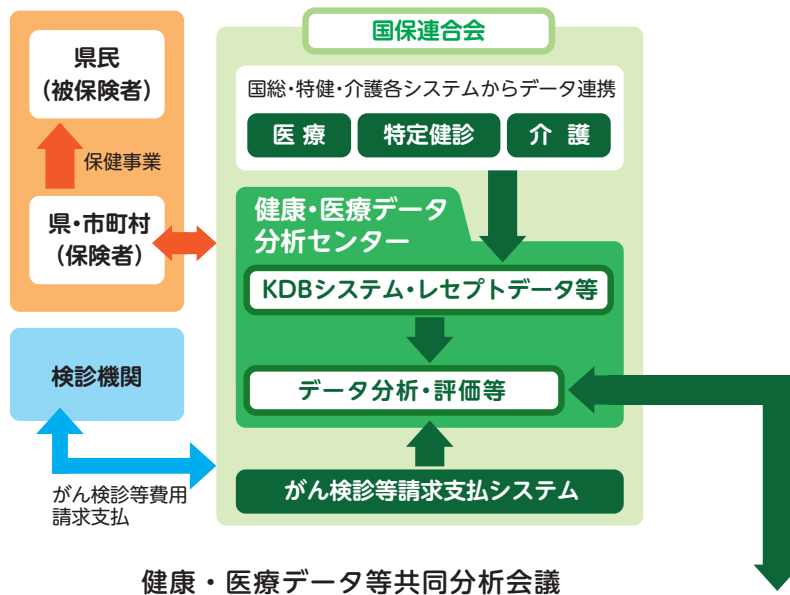 国保連合会
県民
（被保険者）
保健事業
県・市町村
（保険者）
国総・特健・介護各システムからデータ連携
医 療
特定健診
介 護
健康・医療データ
分析センター
KDBシステム・レセプトデータ等
データ分析・評価等
がん検診等請求支払システム
検診機関
がん検診等費用
請求支払
健康・医療データ等共同分析会議